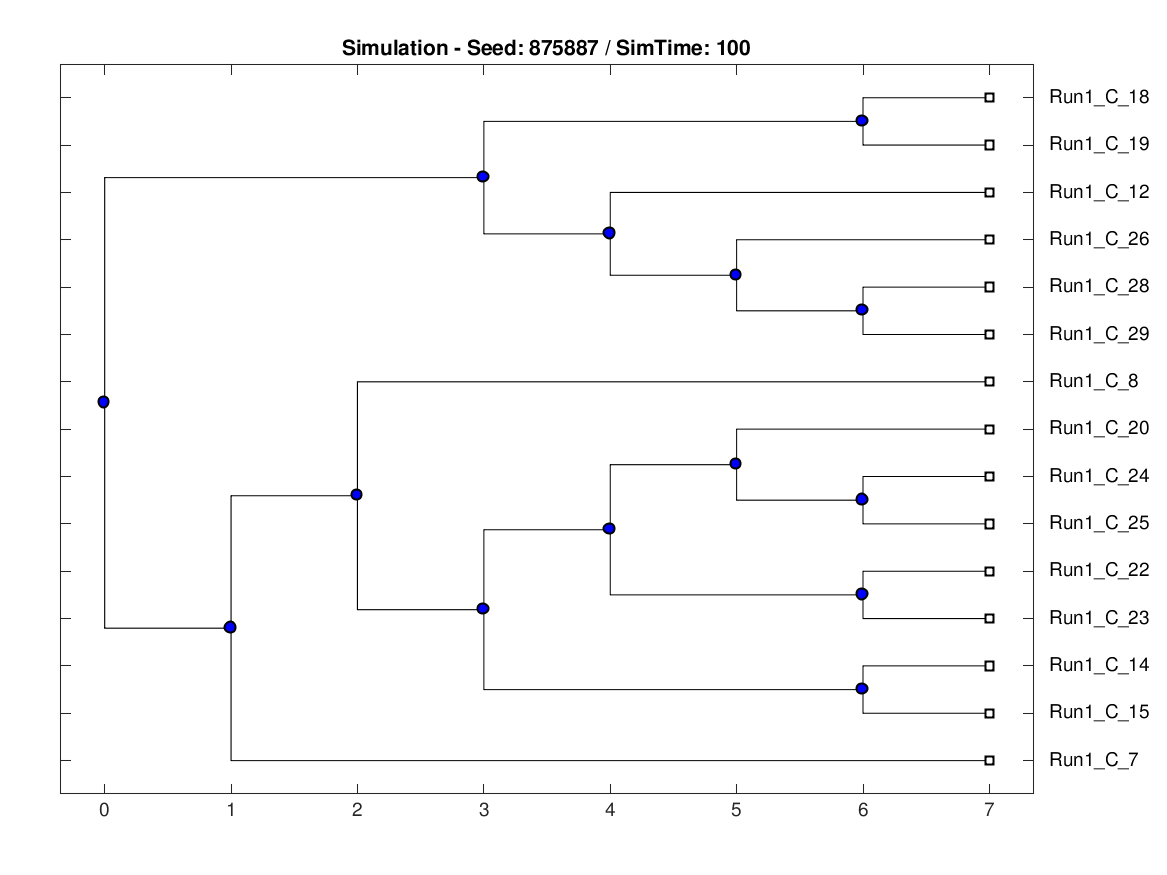 Simulation - Seed: 875887 / SimTime: 100
Run1_C_18
Run1_C_19
Run1_C_12
Run1_C_26
Run1_C_28
Run1_C_29
Run1_C_8
Run1_C_20
Run1_C_24
Run1_C_25
Run1_C_22
Run1_C_23
Run1_C_14
Run1_C_15
Run1_C_7
0 1 2 3 4 5 6 7